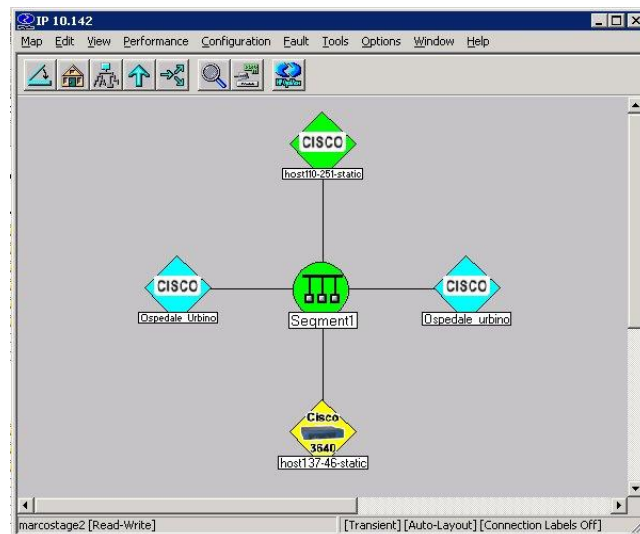 IP 10.142
Map Edit View Performance Configuration Fault Tools Options Window Help
CISCO
host110-251-static
CISCO
Ospedale_Urbino
Segment1
CISCO
Ospedale_urbino
Cisco
3640
host137-46-static
marcostage2 [Read-Write]
[Transient] [Auto-Layout] [Connection Labels Off]